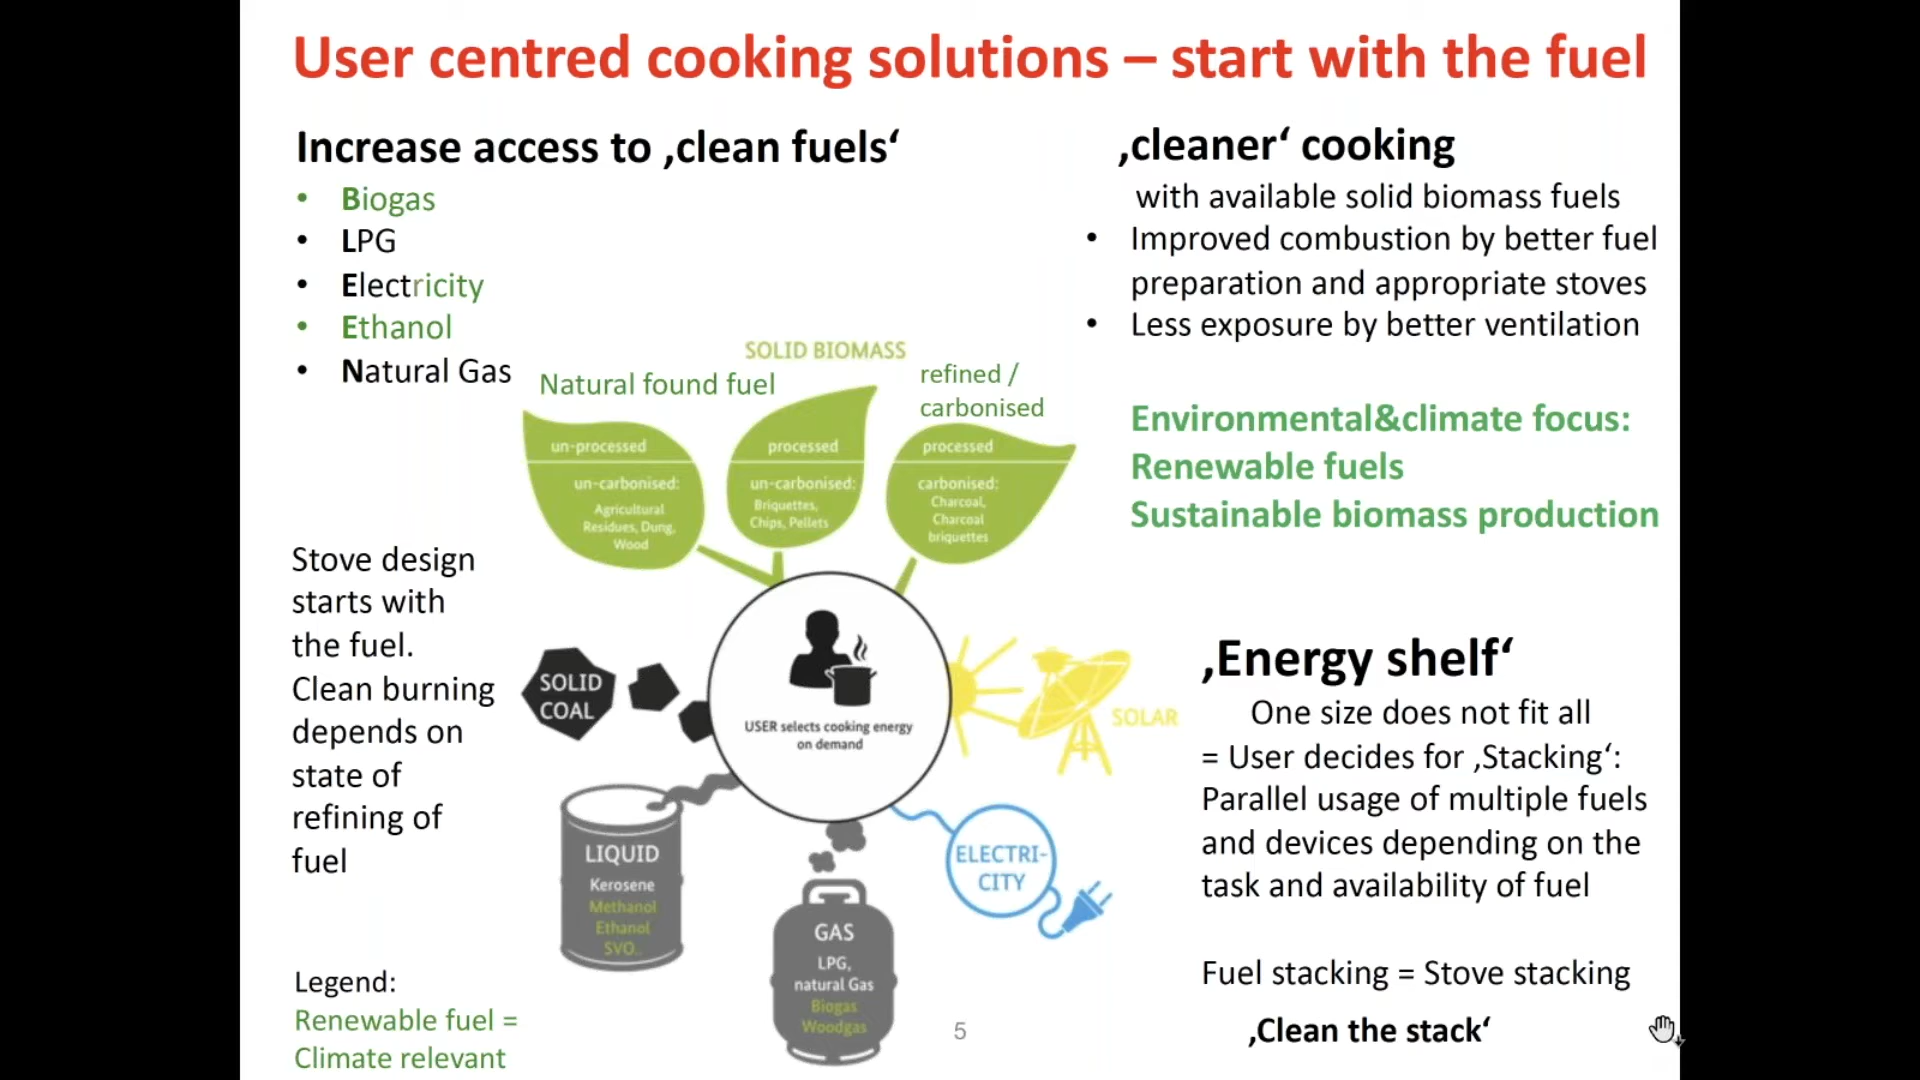 User centred cooking solutions – start with the fuel
Increase access to ‚clean fuels‘
• Biogas
• LPG
• Electricity
• Ethanol
• Natural Gas
‚cleaner‘ cooking
with available solid biomass fuels
• Improved combustion by better fuel
preparation and appropriate stoves
• Less exposure by better ventilation
Environmental&climate focus:
Renewable fuels
Sustainable biomass production
SOLID BIOMASS
Natural found fuel
refined /
carbonised
un-processed
un-carbonised:
Agricultural
Residues, Dung,
Wood
processed
un-carbonised:
Briquettes,
Chips, Pellets
processed
carbonised:
Charcoal,
Charcoal
briquettes
Stove design
starts with
the fuel.
Clean burning
depends on
state of
refining of
fuel
SOLID
COAL
USER selects cooking energy
on demand
SOLAR
LIQUID
Kerosene
Methanol
Ethanol
SVO..
GAS
LPG,
natural Gas
Biogas
Woodgas
ELECTRI-
CITY
‚Energy shelf‘
One size does not fit all
= User decides for ‚Stacking‘:
Parallel usage of multiple fuels
and devices depending on the
task and availability of fuel
Fuel stacking = Stove stacking
‚Clean the stack‘
Legend:
Renewable fuel =
Climate relevant
5